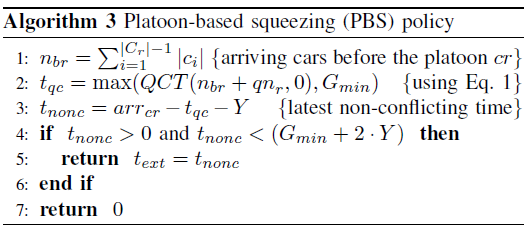 Algorithm 3 Platoon-based squeezing (PBS) policy
1: n_{br} = \sum_{i=1}^{|C_r|-1} |c_i| {arriving cars before the platoon cr}
2: t_{qc} = max(QCT(n_{br} + qn_r, 0), G_{min}) {using Eq. 1}
3: t_{nonc} = arr_{cr} − t_{qc} − Y {latest non-conflicting time}
4: if t_{nonc} > 0 and t_{nonc} < (G_{min} + 2 · Y) then
5: return t_{ext} = t_{nonc}
6: end if
7: return 0